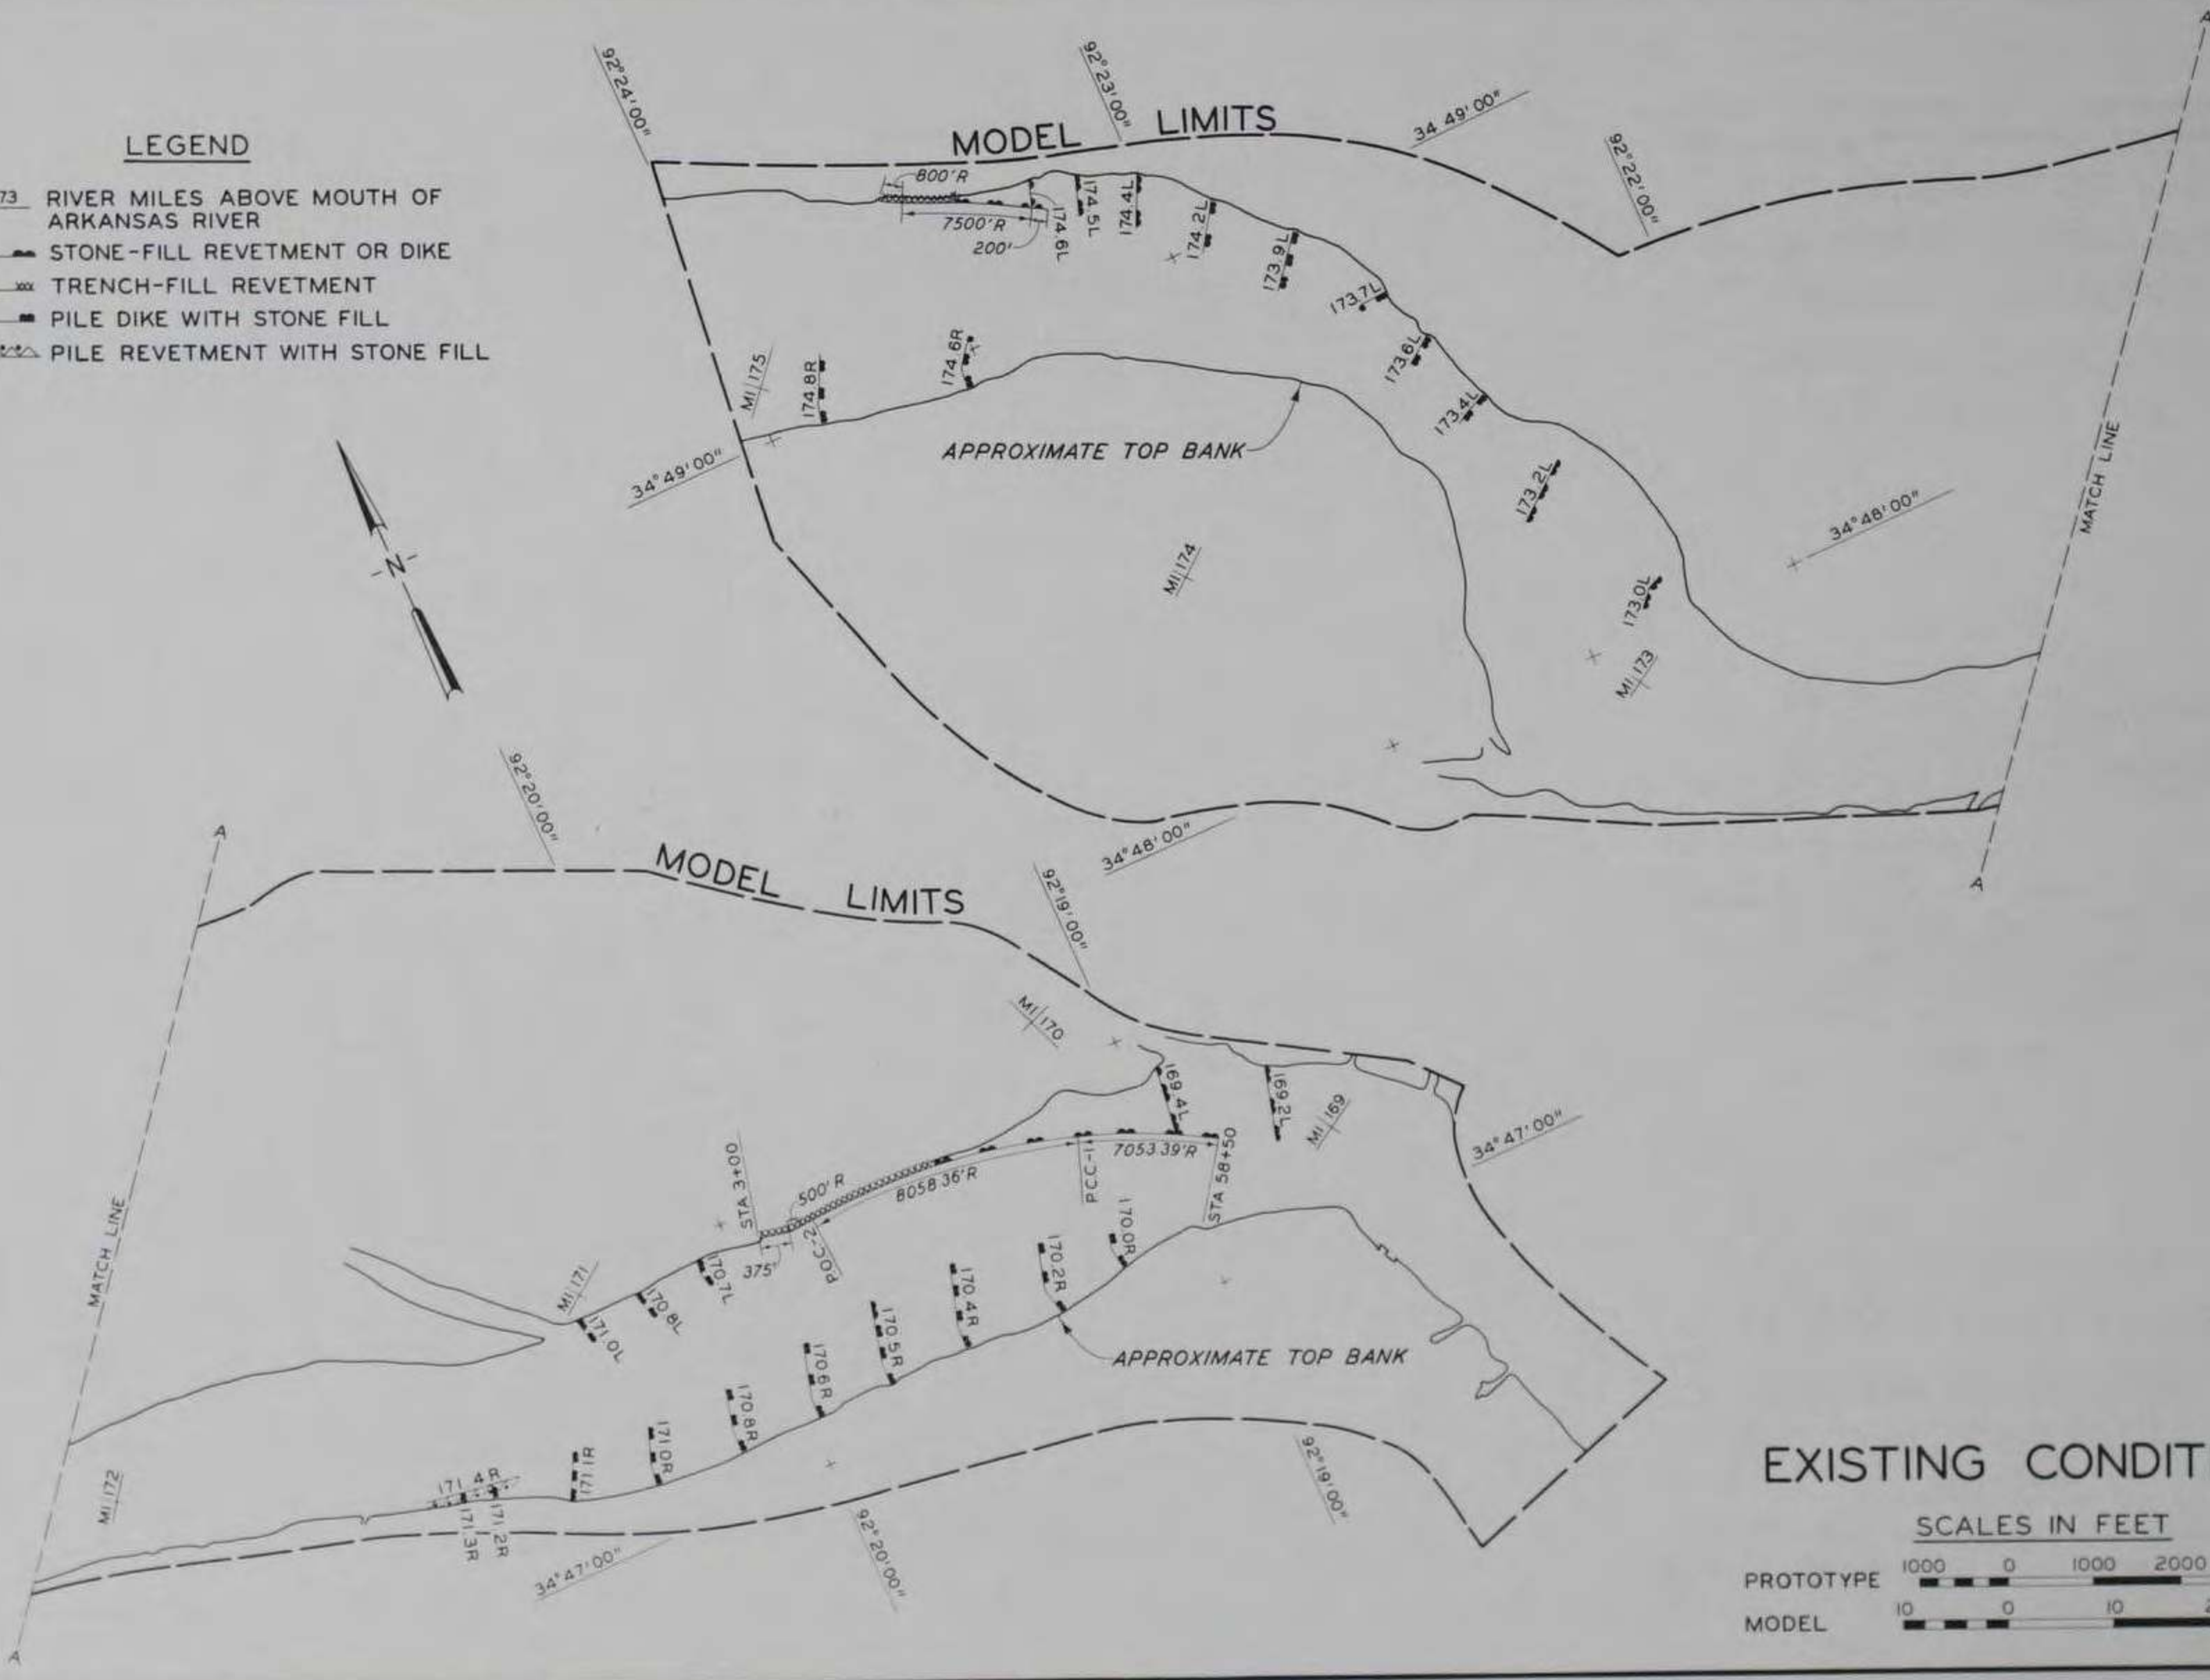 LEGEND
73 RIVER MILES ABOVE MOUTH OF
ARKANSAS RIVER
STONE-FILL REVETMENT OR DIKE
XXX TRENCH-FILL REVETMENT
PILE DIKE WITH STONE FILL
PILE REVETMENT WITH STONE FILL
N
92°24'00"
92°23'00"
34 49'00"
92°22'00"
A
MODEL LIMITS
800'R
7500'R
200'
174.6L
174.5L
174.4L
174.2L
173.9L
173.7L
173.6L
173.4L
173.2L
173.0L
174.6R
174.8R
MI 175
34°49'00"
APPROXIMATE TOP BANK
MI 174
MI 173
34°48'00"
MATCH LINE
34°48'00"
A
92°20'00"
A
MODEL LIMITS
92°19'00"
MI 170
169.4L
169.2L
MI 169
34°47'00"
STA 3+00
500' R
8058.36'R
PCC-1
7053.39'R
STA 58+50
375'
POC-2
MATCH LINE
MI 171
171.0L
170.8L
170.7L
170.0R
170.2R
170.4R
170.5R
170.6R
170.8R
171.0R
171.1R
171.4R
171.3R
171.2R
MI 172
APPROXIMATE TOP BANK
34°47'00"
92°20'00"
92°19'00"
A
EXISTING CONDIT
SCALES IN FEET
PROTOTYPE 1000 0 1000 2000
MODEL 10 0 10 2